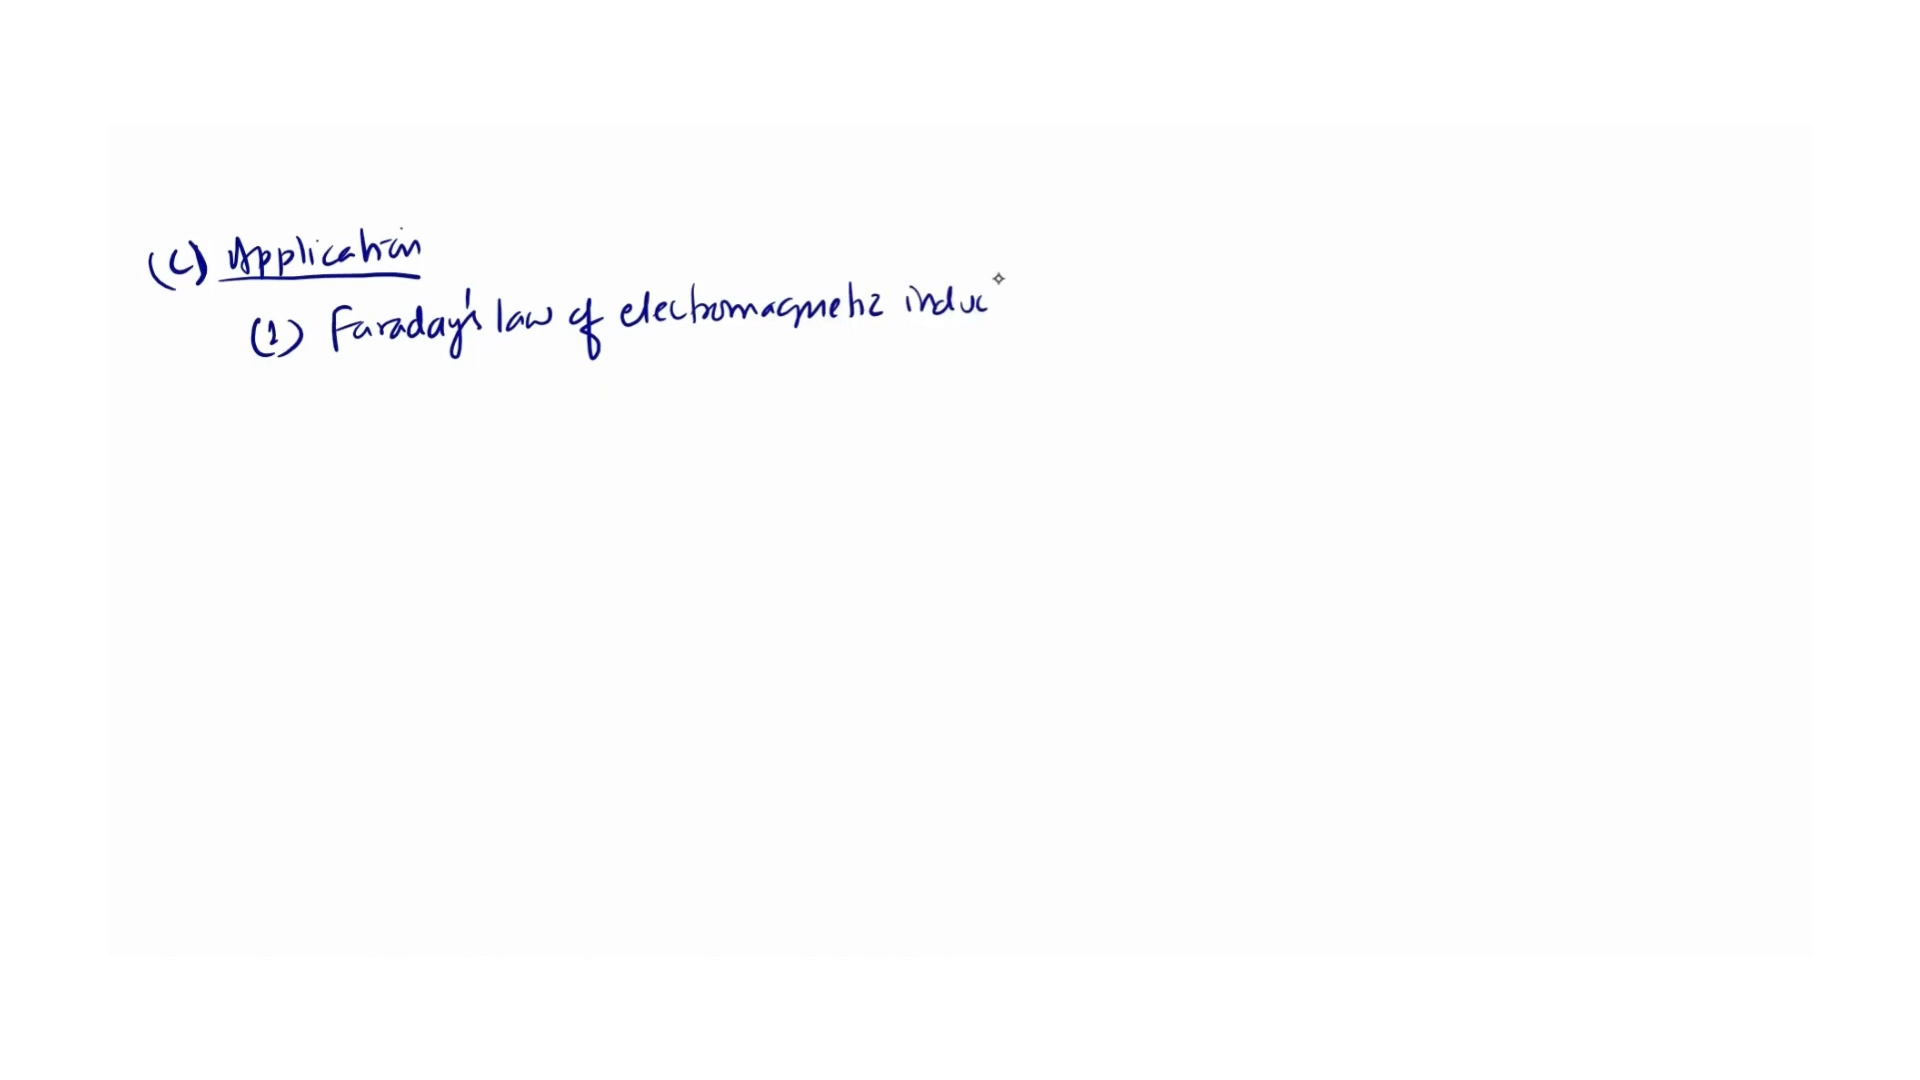 (C) Application
(1) Faraday's law of electromagnetic induc